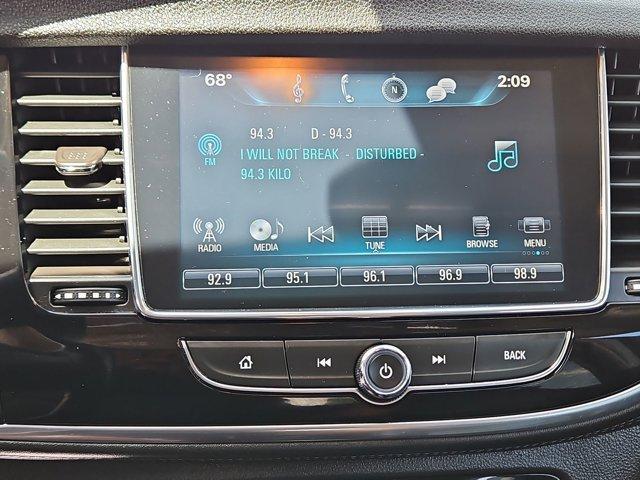 68° N 2:09
94.3 D - 94.3
FM
I WILL NOT BREAK - DISTURBED -
94.3 KILO
RADIO MEDIA TUNE BROWSE MENU
92.9 95.1 96.1 96.9 98.9
BACK